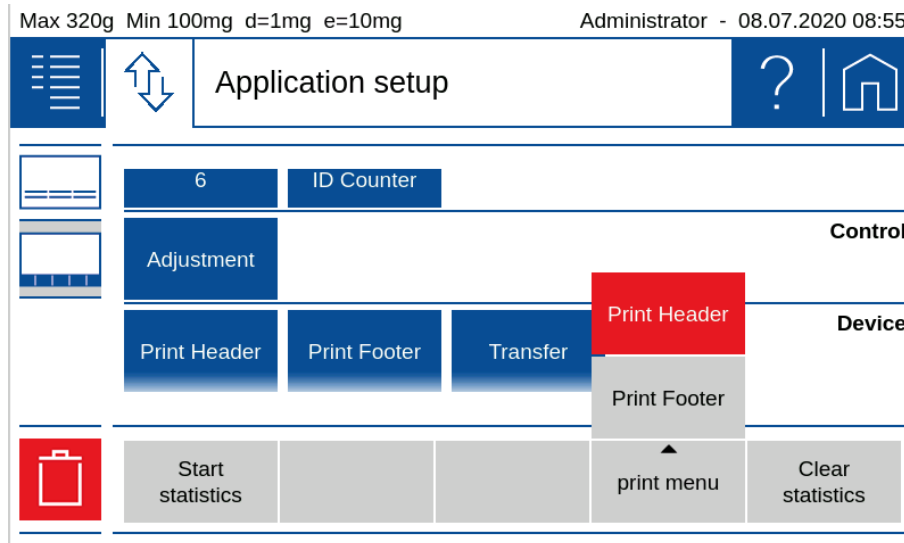 Max 320g Min 100mg d=1mg e=10mg Administrator - 08.07.2020 08:55
Application setup
?
6
ID Counter
Control
Adjustment
Device
Print Header
Print Footer
Transfer
Print Header
Print Footer
Start
statistics
print menu
Clear
statistics